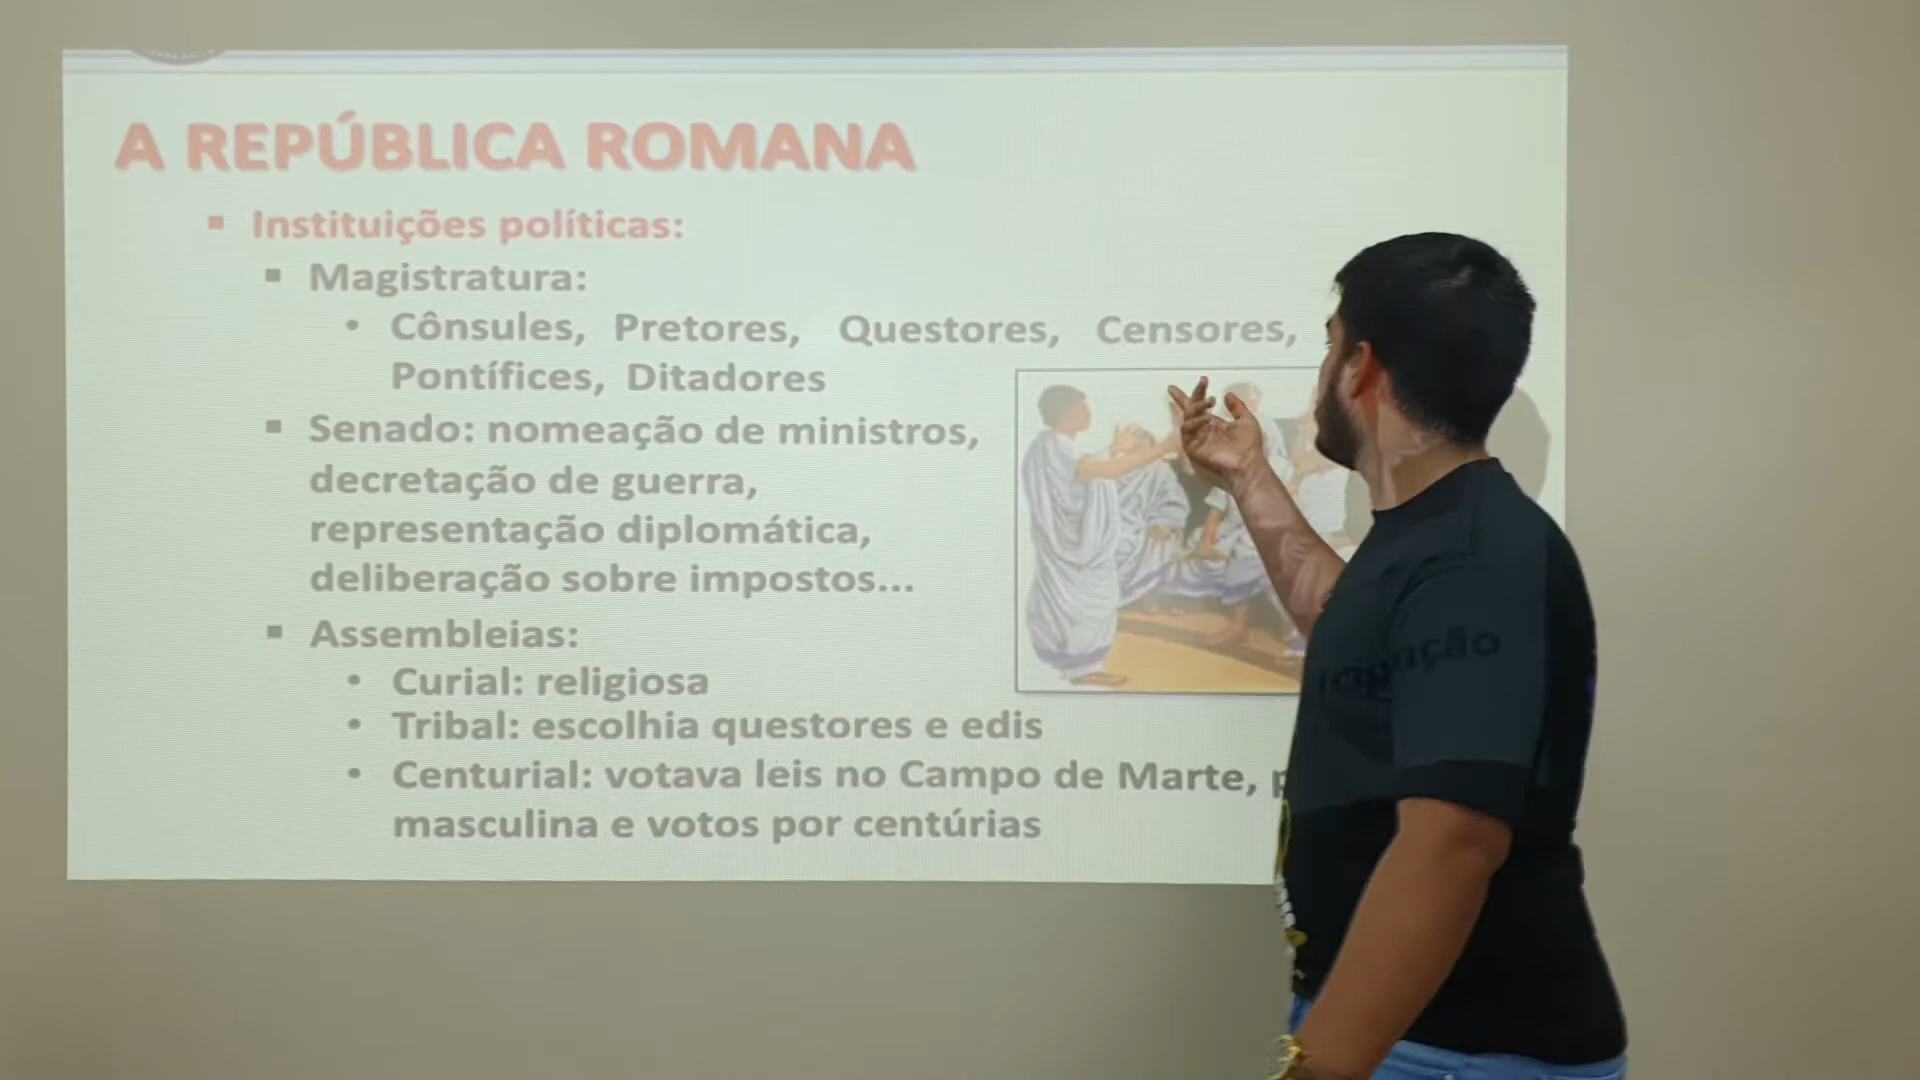 A REPÚBLICA ROMANA
Instituições políticas:
Magistratura:
Cônsules, Pretores, Questores, Censores,
Pontífices, Ditadores
Senado: nomeação de ministros,
decretação de guerra,
representação diplomática,
deliberação sobre impostos...
Assembleias:
Curial: religiosa
Tribal: escolhia questores e edis
Centurial: votava leis no Campo de Marte,
masculina e votos por centúrias